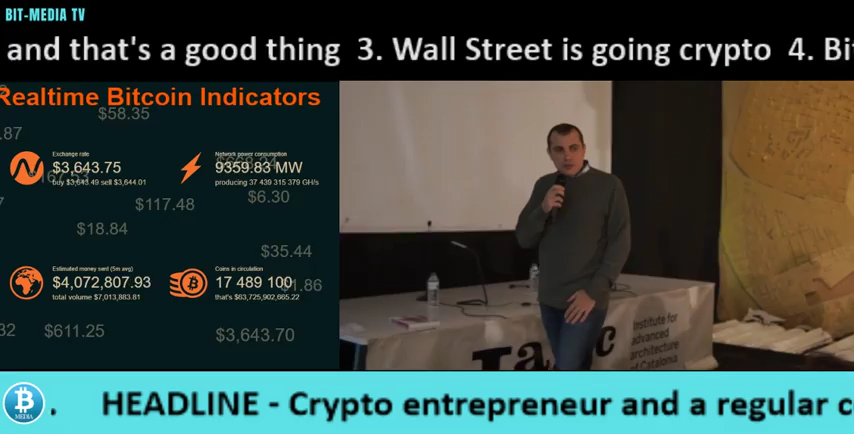 BIT-MEDIA TV
and that's a good thing 3. Wall Street is going crypto 4. Bi
Realtime Bitcoin Indicators
$58.35
.87
Exchange rate
$3,643.75
buy $3,643.49 sell $3,644.01
Network power consumption
9359.83 MW
producing 37 439 315 379 GH/s
$117.48
$6.30
$18.84
$35.44
Estimated money sent (5m avg)
$4,072,807.93
total volume $7,013,883.81
Coins in circulation
17 489 100
that's $63,725,902,665.22
1.86
32
$611.25
$3,643.70
Iaac
Institute for
advanced
architecture
of Catalonia
B
MEDIA
. HEADLINE - Crypto entrepreneur and a regular c